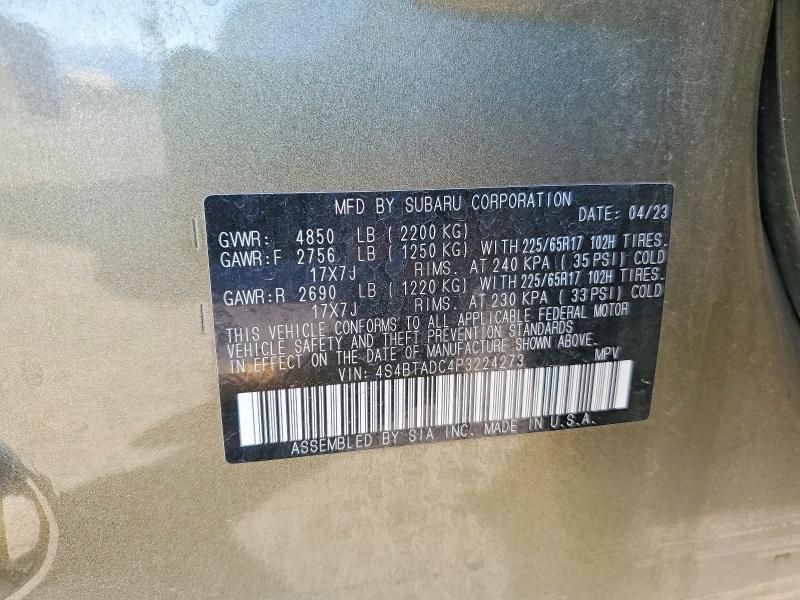 MFD BY SUBARU CORPORATION
DATE: 04/23
GVWR: 4850 LB (2200 KG)
GAWR:F 2756 LB (1250 KG) WITH 225/65R17 102H TIRES.
17X7J RIMS. AT 240 KPA (35 PSI) COLD
GAWR:R 2690 LB (1220 KG) WITH 225/65R17 102H TIRES.
17X7J RIMS. AT 230 KPA (33 PSI) COLD
THIS VEHICLE CONFORMS TO ALL APPLICABLE FEDERAL MOTOR
VEHICLE SAFETY AND THEFT PREVENTION STANDARDS
IN EFFECT ON THE DATE OF MANUFACTURE SHOWN ABOVE.
VIN: 4S4BTADC4P3224273 MPV
ASSEMBLED BY SIA INC. MADE IN U.S.A.